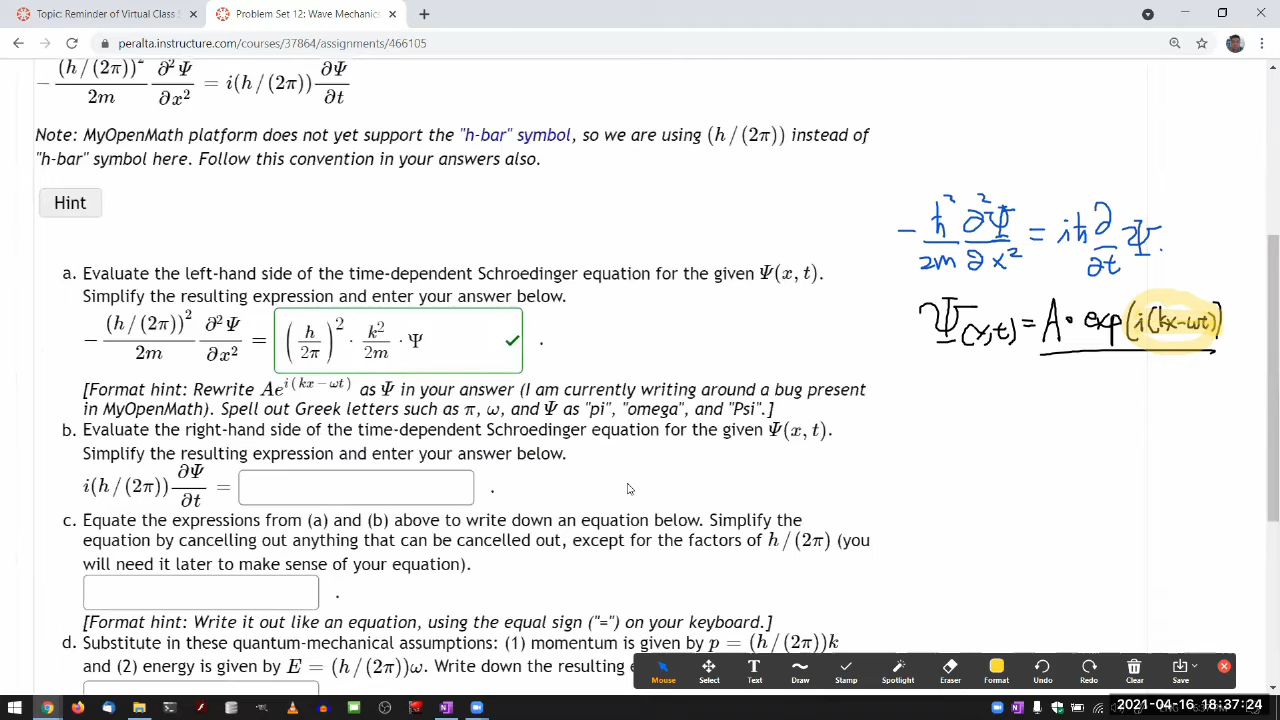 Topic: Reminder of Virtual Class S
Problem Set 12: Wave Mechanics
peralta.instructure.com/courses/37864/assignments/466105
− (h/(2π))² / 2m ∂²Ψ/∂x² = i(h/(2π)) ∂Ψ/∂t
Note: MyOpenMath platform does not yet support the "h-bar" symbol, so we are using (h/(2π)) instead of
"h-bar" symbol here. Follow this convention in your answers also.
Hint
−ħ²/2m ∂²Ψ/∂x² = iħ ∂/∂t Ψ.
Ψ(x,t) = A· exp(i(kx−ωt))
a. Evaluate the left-hand side of the time-dependent Schroedinger equation for the given Ψ(x, t).
Simplify the resulting expression and enter your answer below.
− (h/(2π))² / 2m ∂²Ψ/∂x² = (h/2π)² · k²/2m · Ψ .
[Format hint: Rewrite Ae^{i(kx−ωt)} as Ψ in your answer (I am currently writing around a bug present
in MyOpenMath). Spell out Greek letters such as π, ω, and Ψ as "pi", "omega", and "Psi".]
b. Evaluate the right-hand side of the time-dependent Schroedinger equation for the given Ψ(x, t).
Simplify the resulting expression and enter your answer below.
i(h/(2π)) ∂Ψ/∂t = .
c. Equate the expressions from (a) and (b) above to write down an equation below. Simplify the
equation by cancelling out anything that can be cancelled out, except for the factors of h/(2π) (you
will need it later to make sense of your equation).
.
[Format hint: Write it out like an equation, using the equal sign ("=") on your keyboard.]
d. Substitute in these quantum-mechanical assumptions: (1) momentum is given by p = (h/(2π))k
and (2) energy is given by E = (h/(2π))ω. Write down the resulting
Mouse Select Text Draw Stamp Spotlight Eraser Format Undo Redo Clear Save
2021-04-16 18:37:24